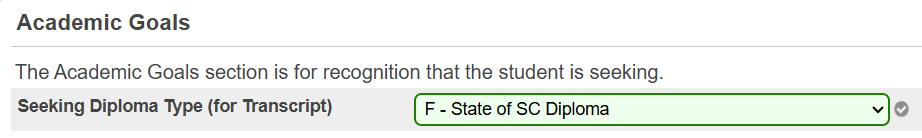 Academic Goals
The Academic Goals section is for recognition that the student is seeking.
Seeking Diploma Type (for Transcript) F - State of SC Diploma